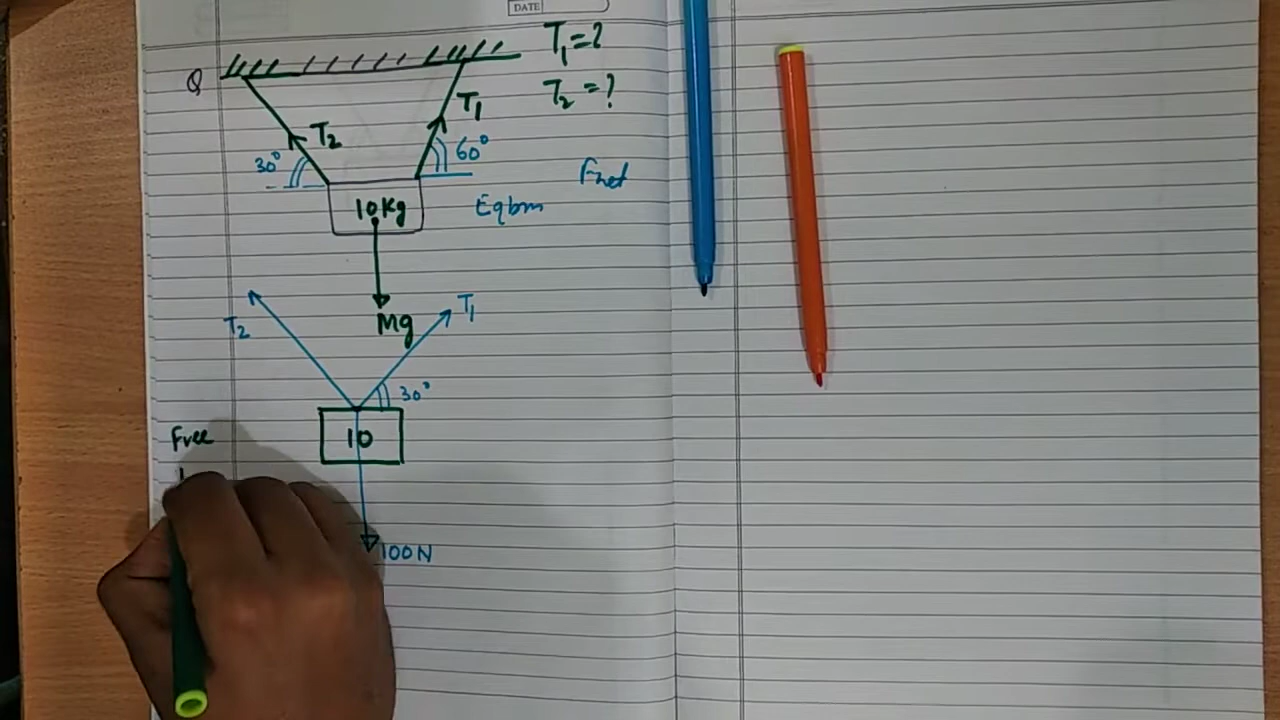 DATE
Q
T₁=?
T₂=?
T₂
T₁
30°
60°
10Kg
Eqbm
Fnet
Mg
T₂
T₁
30°
10
Free
100N